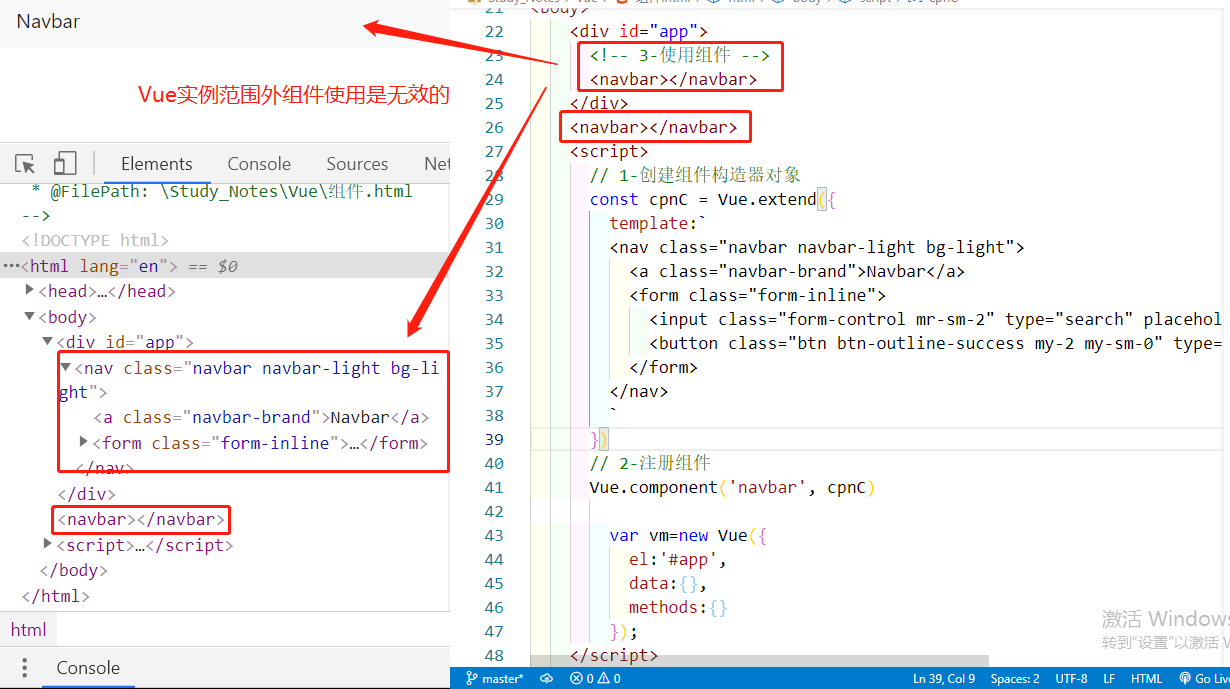 Navbar
Vue实例范围外组件使用是无效的
Elements Console Sources Net
* @FilePath: \Study_Notes\Vue\组件.html
-->
<!DOCTYPE html>
…<html lang="en"> == $0
<head>…</head>
<body>
<div id="app">
<nav class="navbar navbar-light bg-li
ght">
<a class="navbar-brand">Navbar</a>
<form class="form-inline">…</form>
</nav>
</div>
<navbar></navbar>
<script>…</script>
</body>
</html>
html
Console
21 <body>
22 <div id="app">
23 <!-- 3-使用组件 -->
24 <navbar></navbar>
25 </div>
26 <navbar></navbar>
27 <script>
28 // 1-创建组件构造器对象
29 const cpnC = Vue.extend({
30 template:`
31 <nav class="navbar navbar-light bg-light">
32 <a class="navbar-brand">Navbar</a>
33 <form class="form-inline">
34 <input class="form-control mr-sm-2" type="search" placehol
35 <button class="btn btn-outline-success my-2 my-sm-0" type=
36 </form>
37 </nav>
38 `
39 })
40 // 2-注册组件
41 Vue.component('navbar', cpnC)
42
43 var vm=new Vue({
44 el:'#app',
45 data:{},
46 methods:{}
47 });
48 </script>
激活 Windows
转到"设置"以激活 W
master* 0 0 Ln 39, Col 9 Spaces: 2 UTF-8 LF HTML Go Liv